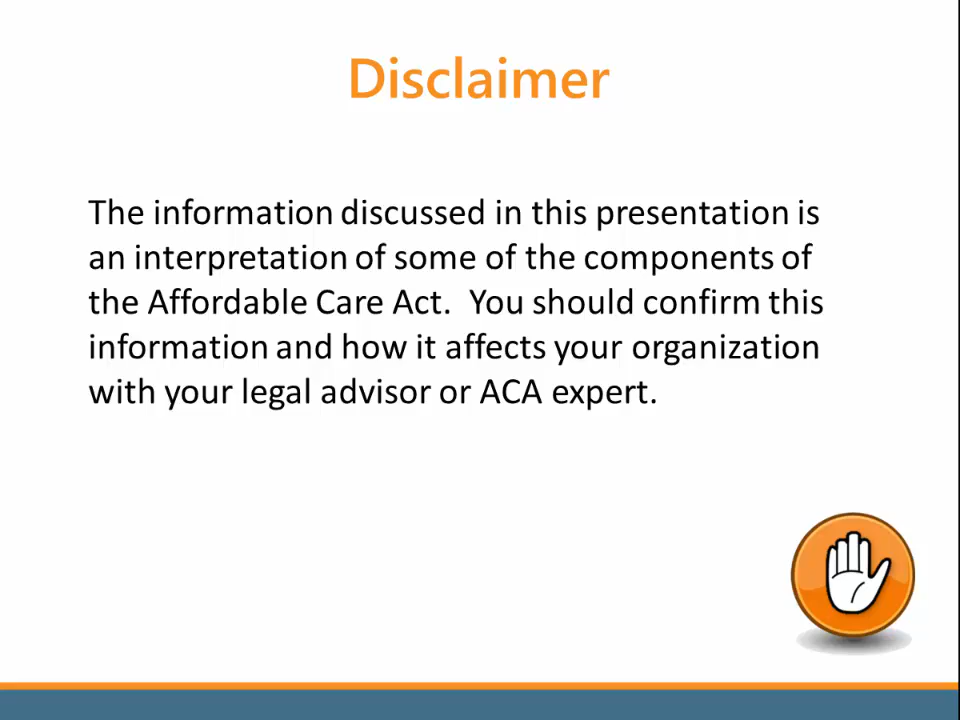 Disclaimer
The information discussed in this presentation is
an interpretation of some of the components of
the Affordable Care Act.  You should confirm this
information and how it affects your organization
with your legal advisor or ACA expert.